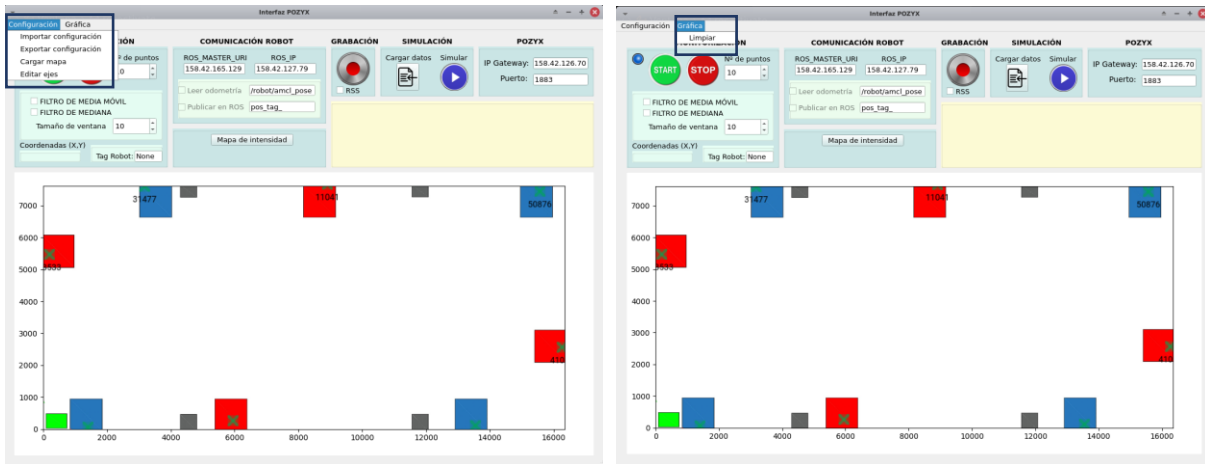 Interfaz POZYX
Configuración Gráfica
Importar configuración
Exportar configuración
Cargar mapa
Editar ejes
COMUNICACIÓN ROBOT GRABACIÓN SIMULACIÓN POZYX
ROS_MASTER_URI ROS_IP
158.42.165.129 158.42.127.79
Leer odometría /robot/amcl_pose
Publicar en ROS pos_tag_
Mapa de intensidad
RSS
Cargar datos Simular
IP Gateway: 158.42.126.70
Puerto: 1883
FILTRO DE MEDIA MÓVIL
FILTRO DE MEDIANA
Tamaño de ventana 10
Coordenadas (X,Y)
Tag Robot: None
7000
6000
5000
4000
3000
2000
1000
0
31477
11041
50876
0 2000 4000 6000 8000 10000 12000 14000 16000
Interfaz POZYX
Configuración Gráfica
Limpiar
COMUNICACIÓN ROBOT GRABACIÓN SIMULACIÓN POZYX
START STOP
Nº de puntos
10
ROS_MASTER_URI ROS_IP
158.42.165.129 158.42.127.79
Leer odometría /robot/amcl_pose
Publicar en ROS pos_tag_
Mapa de intensidad
RSS
Cargar datos Simular
IP Gateway: 158.42.126.70
Puerto: 1883
FILTRO DE MEDIA MÓVIL
FILTRO DE MEDIANA
Tamaño de ventana 10
Coordenadas (X,Y)
Tag Robot: None
7000
6000
5000
4000
3000
2000
1000
0
31477
11041
50876
0 2000 4000 6000 8000 10000 12000 14000 16000